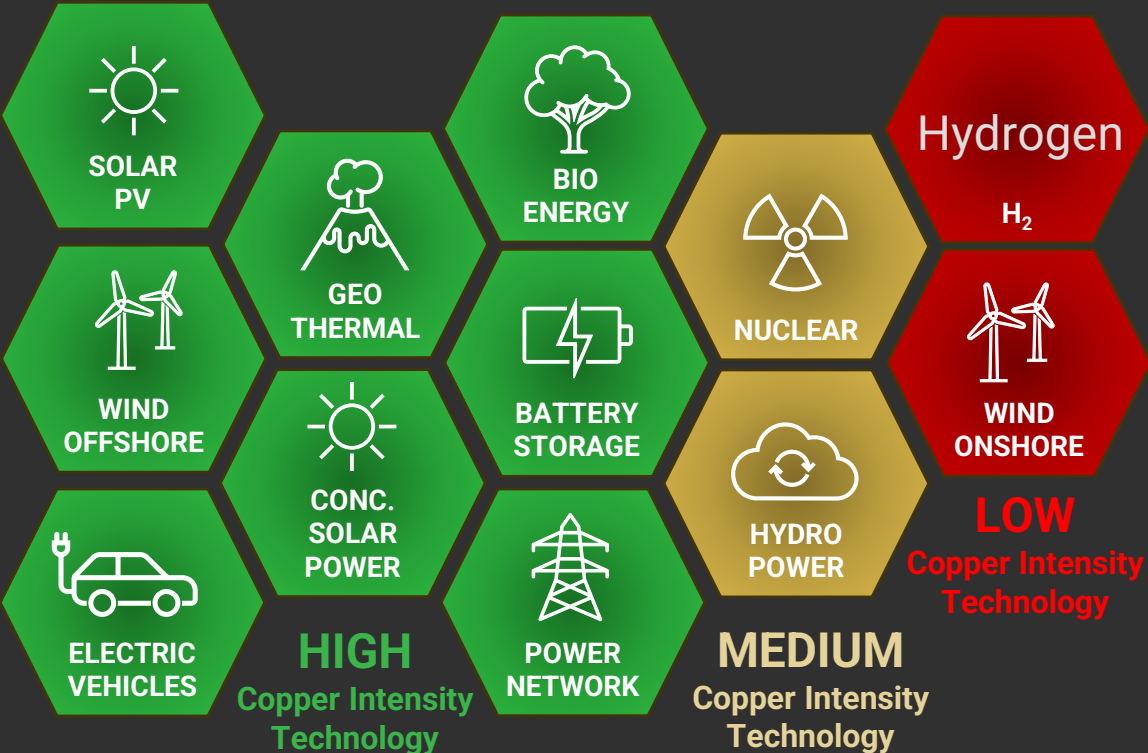 SOLAR
PV
WIND
OFFSHORE
ELECTRIC
VEHICLES
GEO
THERMAL
CONC.
SOLAR
POWER
HIGH
Copper Intensity
Technology
BIO
ENERGY
BATTERY
STORAGE
POWER
NETWORK
NUCLEAR
HYDRO
POWER
MEDIUM
Copper Intensity
Technology
Hydrogen
H₂
WIND
ONSHORE
LOW
Copper Intensity
Technology